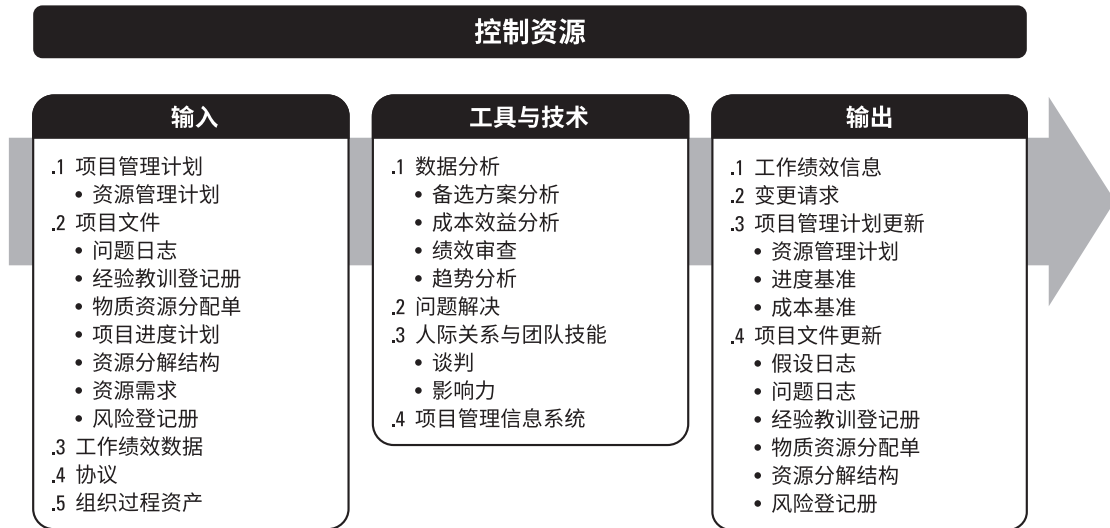 控制资源
输入
.1 项目管理计划
• 资源管理计划
.2 项目文件
• 问题日志
• 经验教训登记册
• 物质资源分配单
• 项目进度计划
• 资源分解结构
• 资源需求
• 风险登记册
.3 工作绩效数据
.4 协议
.5 组织过程资产
工具与技术
.1 数据分析
• 备选方案分析
• 成本效益分析
• 绩效审查
• 趋势分析
.2 问题解决
.3 人际关系与团队技能
• 谈判
• 影响力
.4 项目管理信息系统
输出
.1 工作绩效信息
.2 变更请求
.3 项目管理计划更新
• 资源管理计划
• 进度基准
• 成本基准
.4 项目文件更新
• 假设日志
• 问题日志
• 经验教训登记册
• 物质资源分配单
• 资源分解结构
• 风险登记册